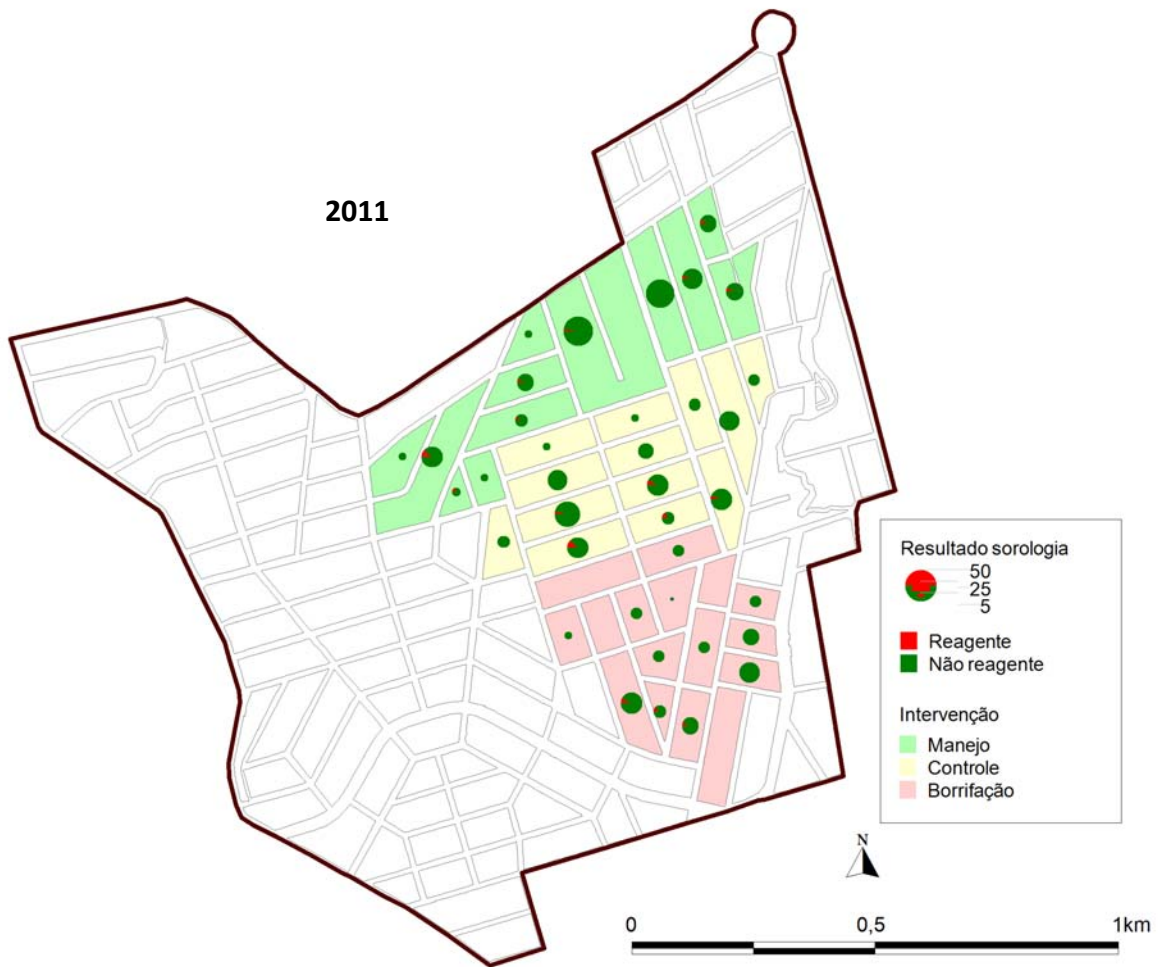 2011
Resultado sorologia
50
25
5
Reagente
Não reagente
Intervenção
Manejo
Controle
Borrifação
N
0 0,5 1km